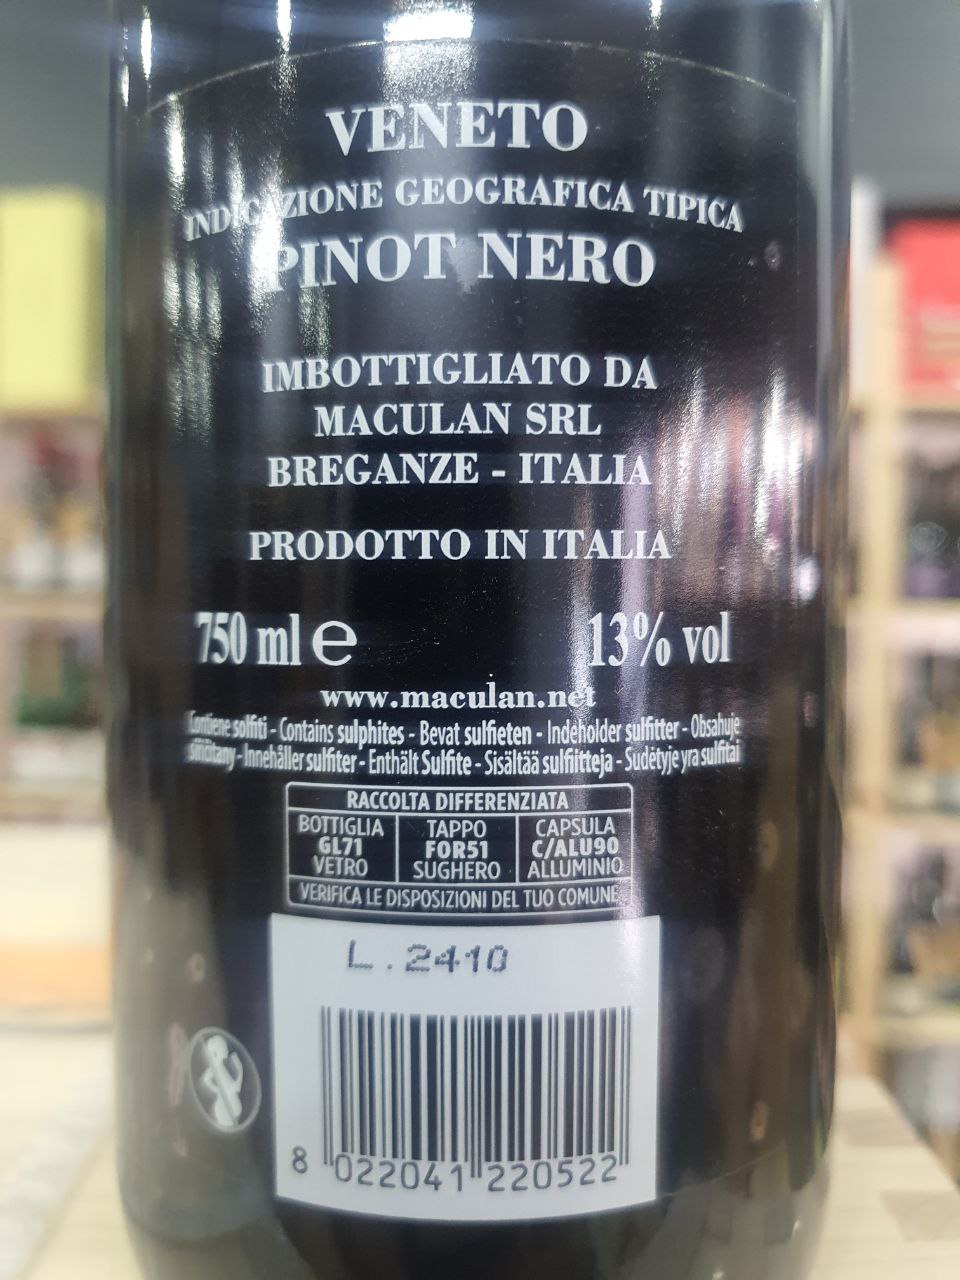 VENETO
INDICAZIONE GEOGRAFICA TIPICA
PINOT NERO
IMBOTTIGLIATO DA
MACULAN SRL
BREGANZE - ITALIA
PRODOTTO IN ITALIA
750 ml e 13% vol
www.maculan.net
Contiene solfiti - Contains sulphites - Bevat sulfieten - Indeholder sulfitter - Obsahuje
siričitany - Innehåller sulfiter - Enthält Sulfite - Sisältää sulfiitteja - Sudėtyje yra sulfitai
RACCOLTA DIFFERENZIATA
BOTTIGLIA TAPPO CAPSULA
GL71 FOR51 C/ALU90
VETRO SUGHERO ALLUMINIO
VERIFICA LE DISPOSIZIONI DEL TUO COMUNE
L. 2410
8 022041 220522